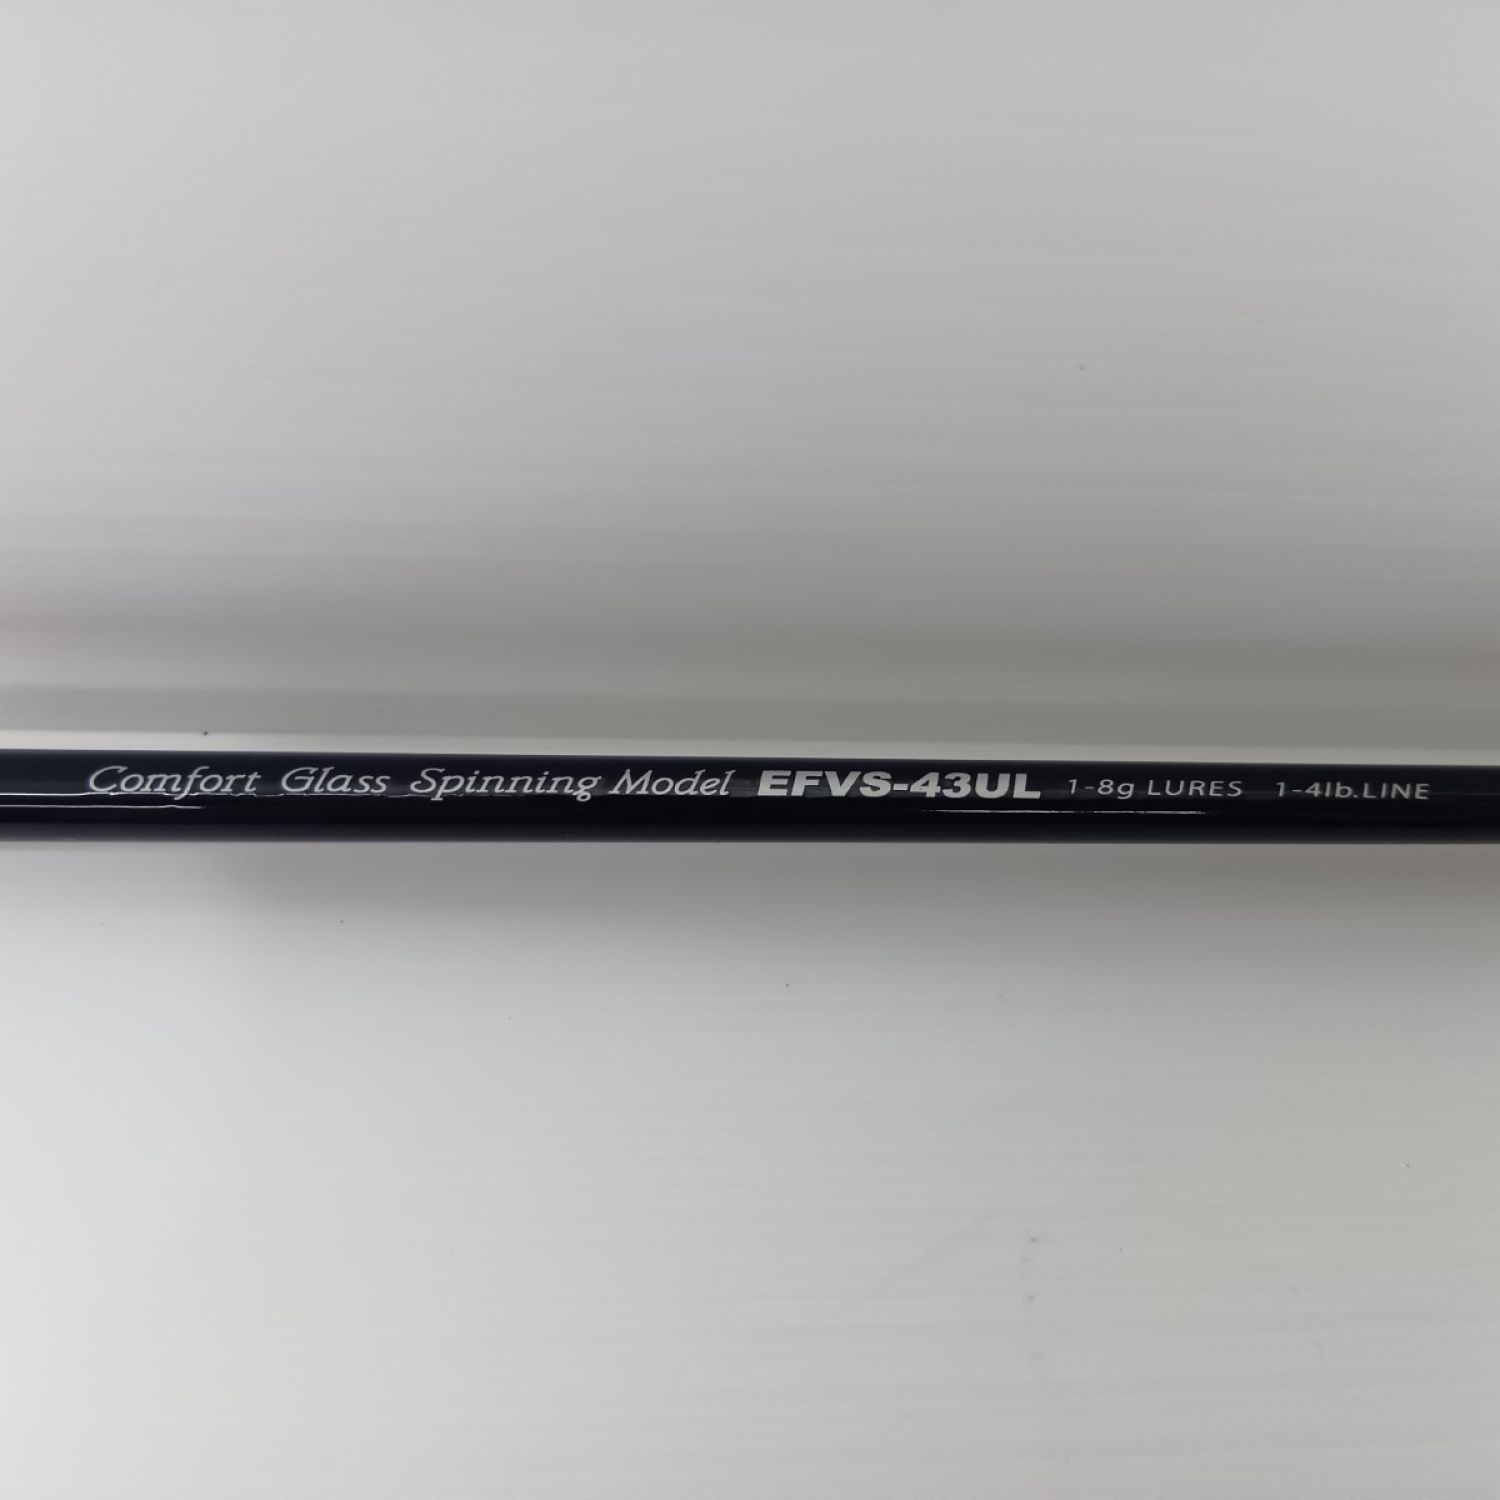 Comfort Glass Spinning Model EFVS-43UL 1-8g LURES 1-4lb.LINE